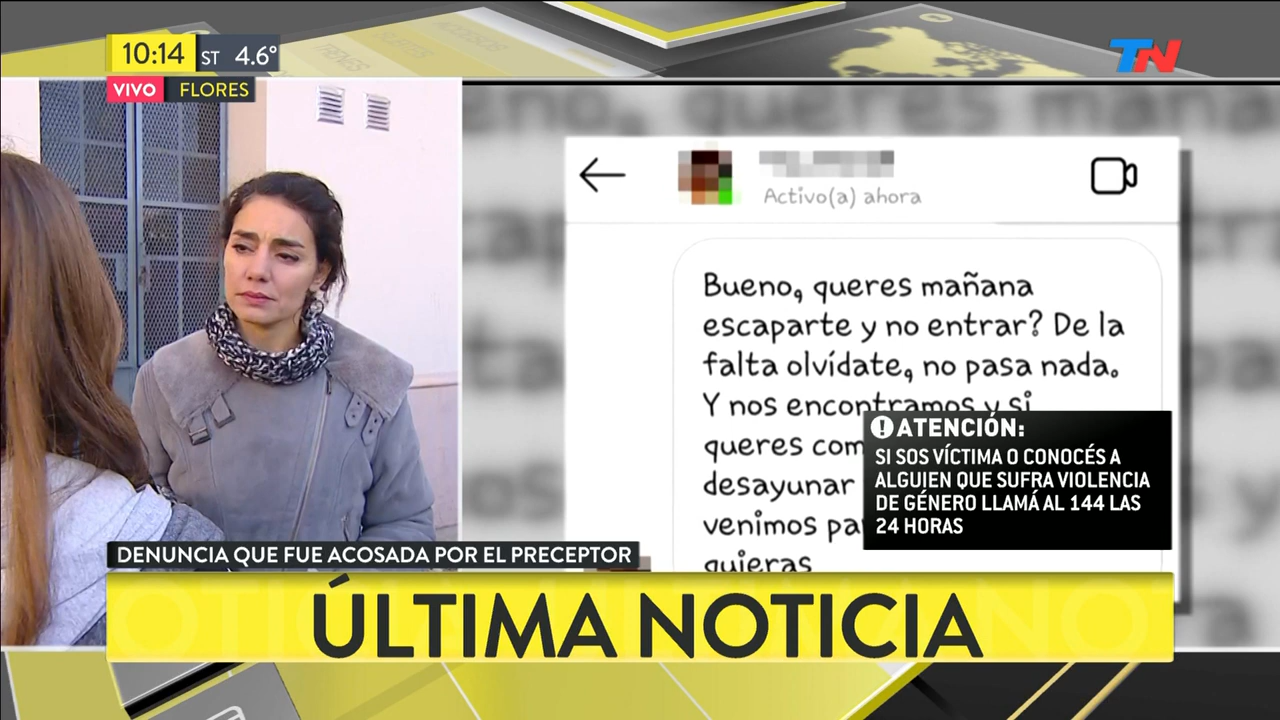 10:14 ST 4.6°
VIVO FLORES
TN
Activo(a) ahora
Bueno, queres mañana
escaparte y no entrar? De la
falta olvídate, no pasa nada.
Y nos encontramos y si
queres com
desayunar
venimos pa
quieras
ATENCIÓN:
SI SOS VÍCTIMA O CONOCÉS A
ALGUIEN QUE SUFRA VIOLENCIA
DE GÉNERO LLAMÁ AL 144 LAS
24 HORAS
DENUNCIA QUE FUE ACOSADA POR EL PRECEPTOR
ÚLTIMA NOTICIA